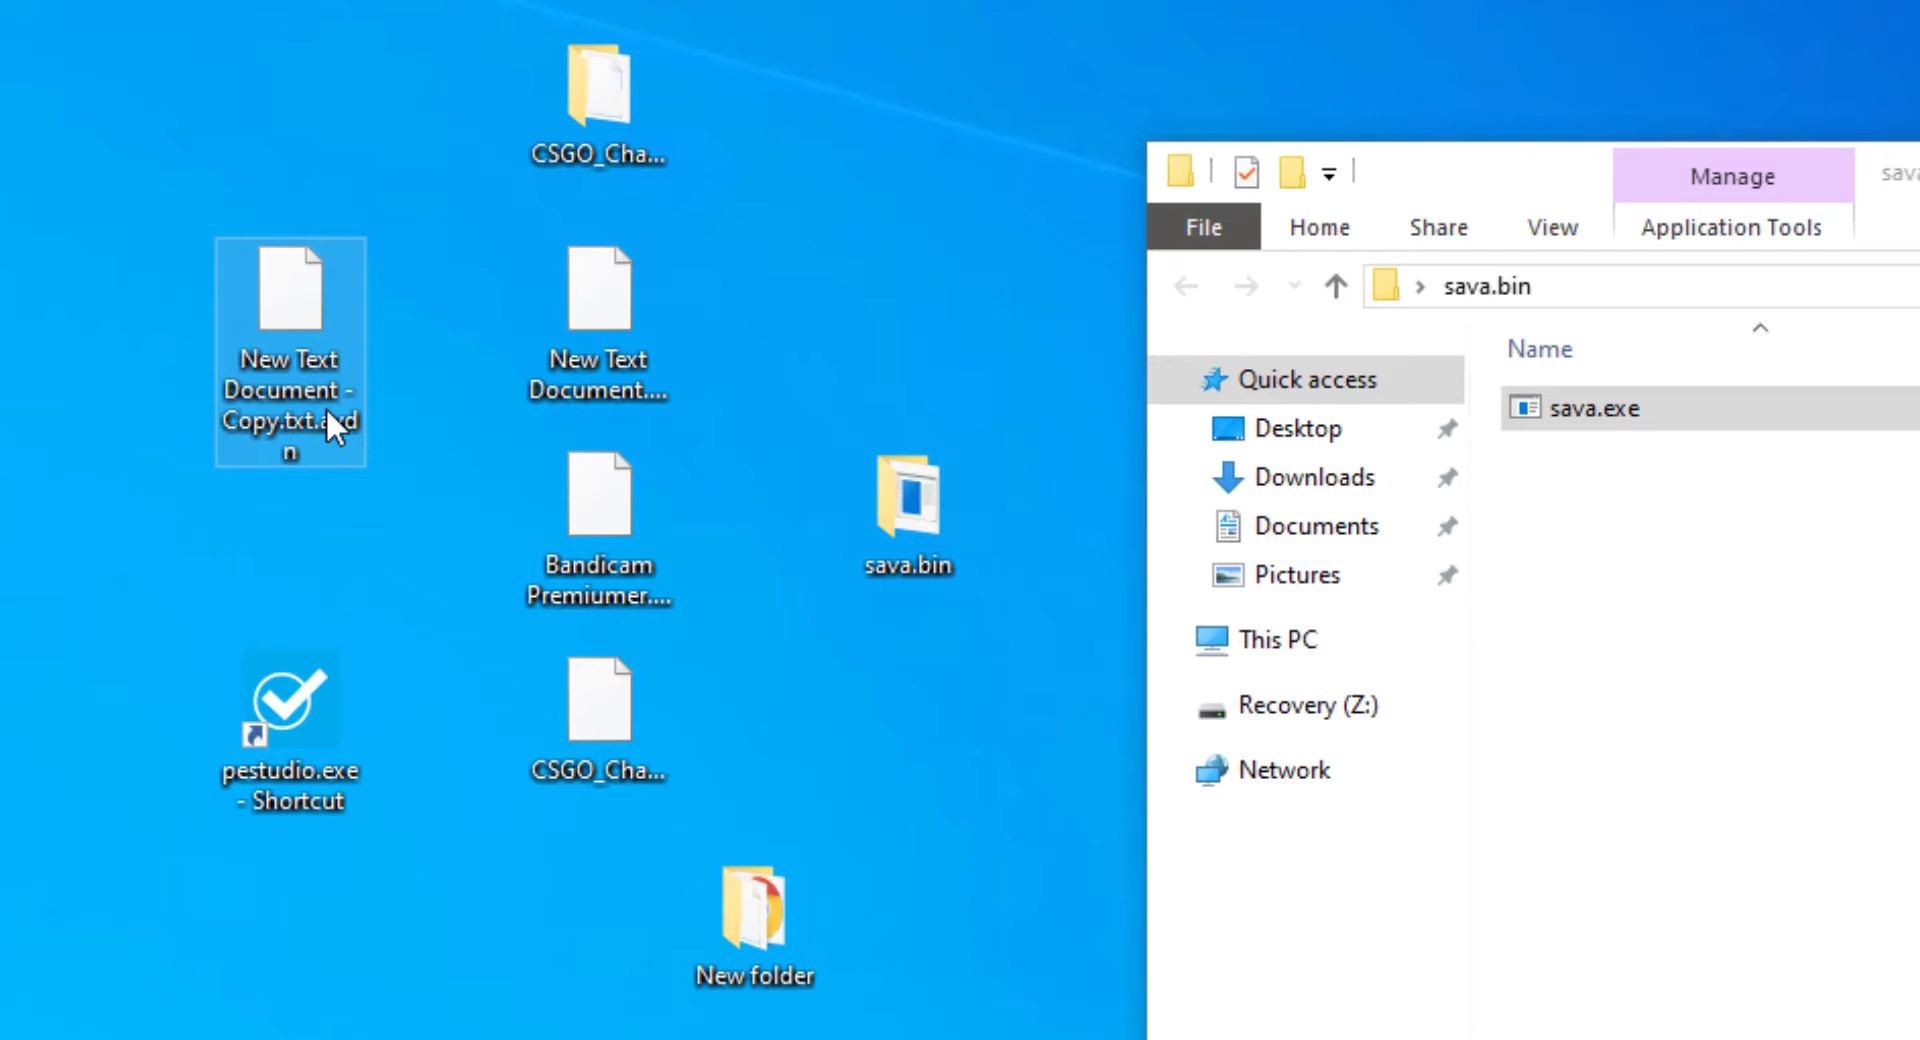 CSGO_Cha...
New Text
Document -
Copy.txt.
n
New Text
Document....
Bandicam
Premiumer....
sava.bin
pestudio.exe
- Shortcut
CSGO_Cha...
New folder
Manage
File
Home
Share
View
Application Tools
sava.bin
Name
Quick access
Desktop
Downloads
Documents
Pictures
This PC
Recovery (Z:)
Network
sava.exe